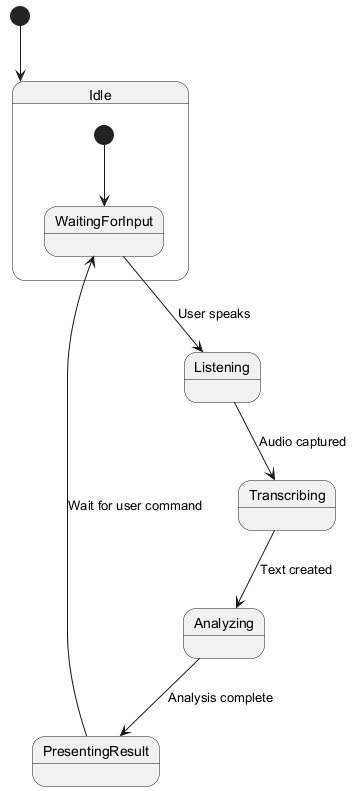 Idle
WaitingForInput
User speaks
Listening
Audio captured
Transcribing
Wait for user command
Text created
Analyzing
Analysis complete
PresentingResult